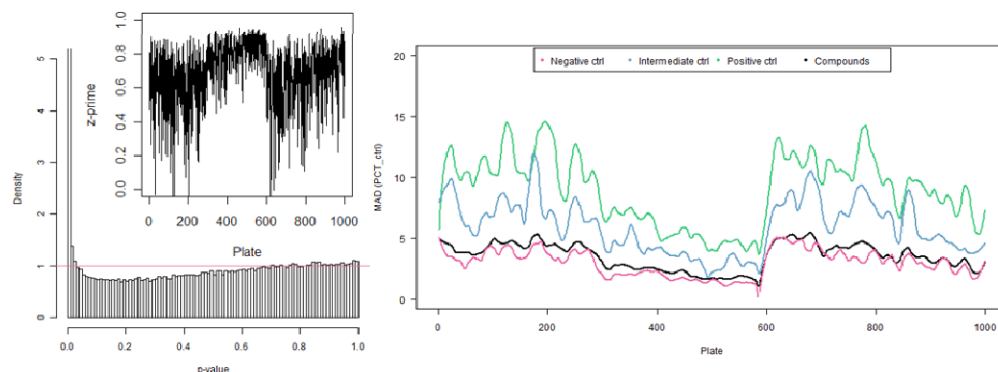 Density
5
4
3
2
1
0
0.0 0.2 0.4 0.6 0.8 1.0
p-value
z-prime
1.0
0.8
0.6
0.4
0.2
0.0
0 200 400 600 800 1000
Plate
Negative ctrl Intermediate ctrl Positive ctrl Compounds
MAD (PCT_ctrl)
20
15
10
5
0
0 200 400 600 800 1000
Plate